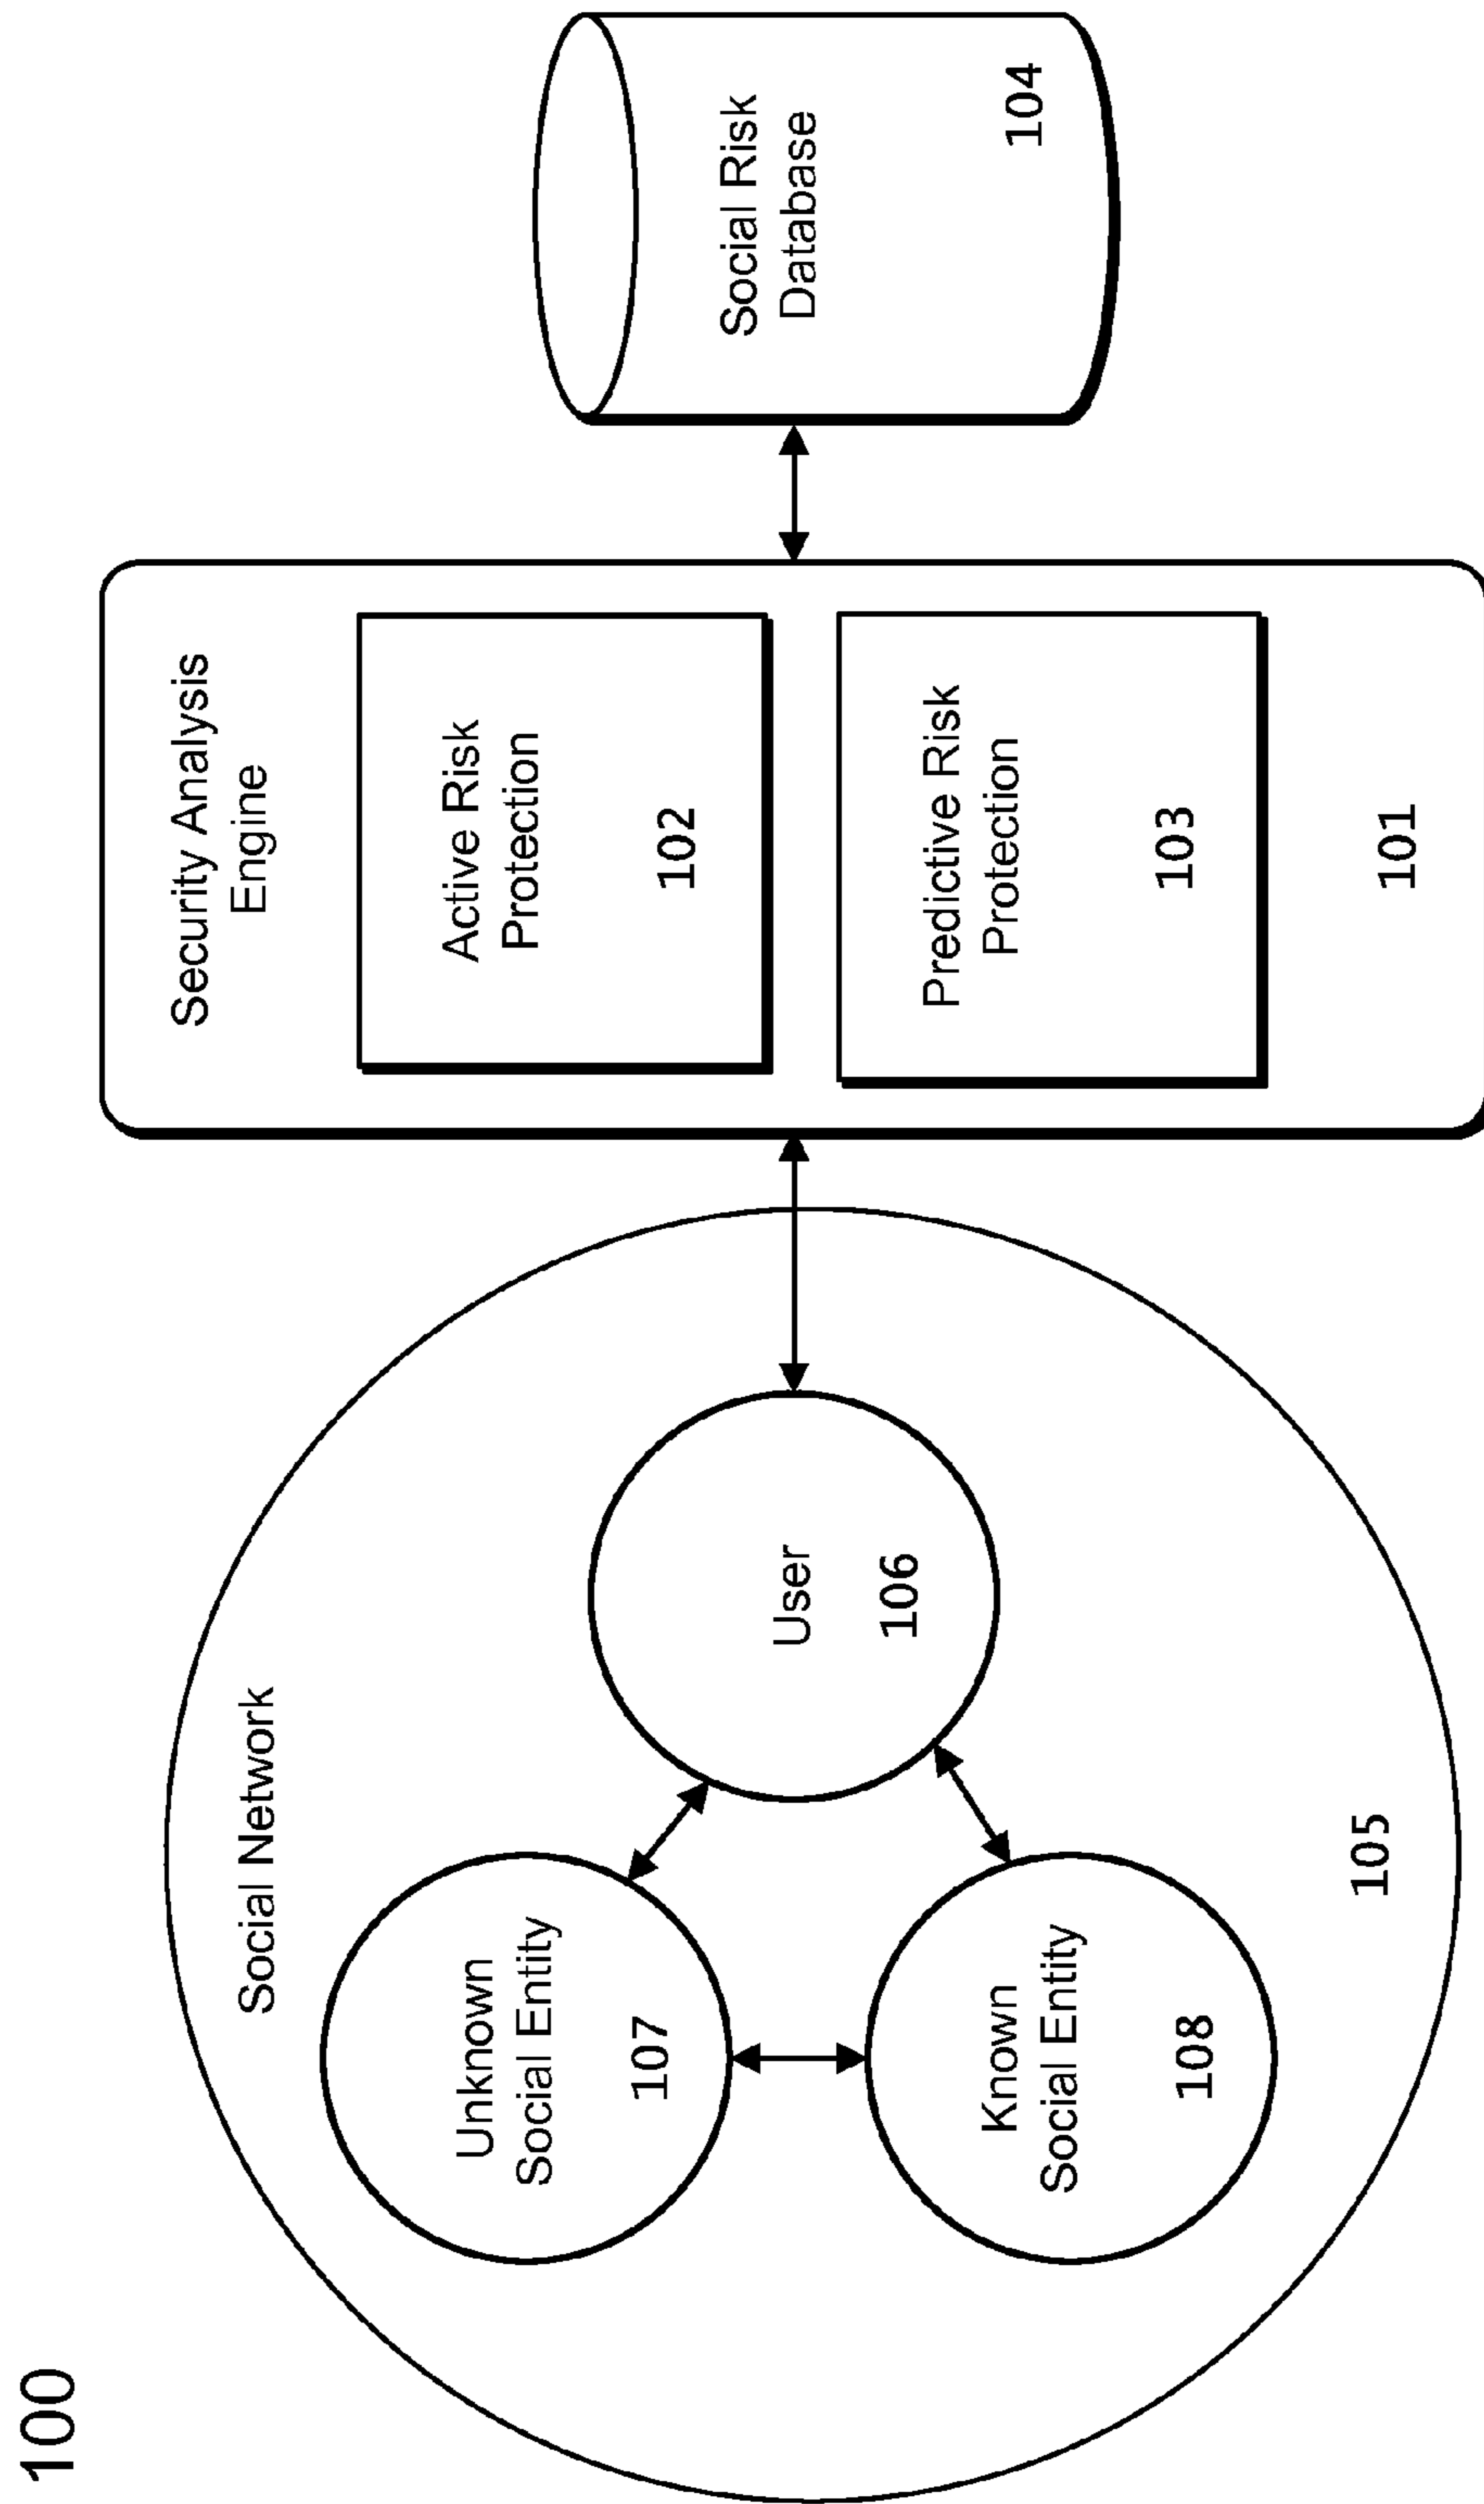 100
Social Network
Unknown
Social Entity
107
Known
Social Entity
108
User
106
105
Security Analysis
Engine
Active Risk
Protection
102
Predictive Risk
Protection
103
101
Social Risk
Database
104